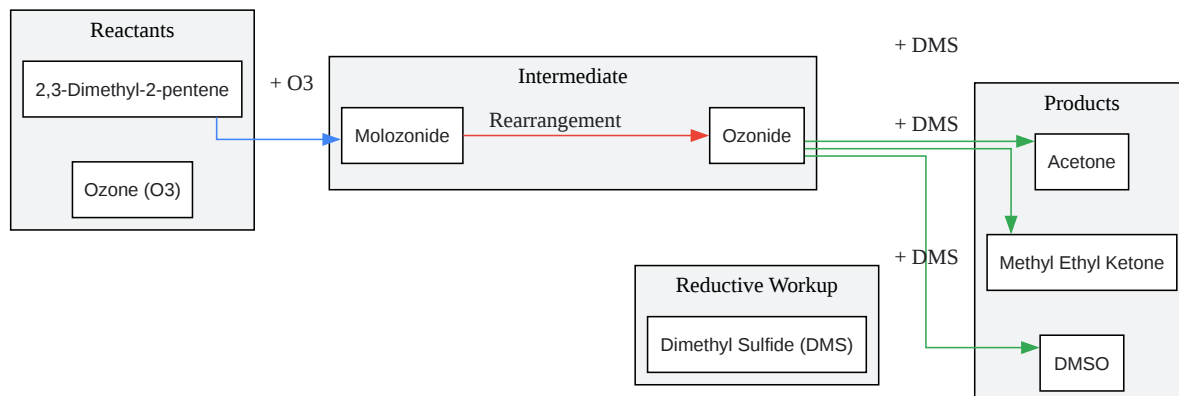 Reactants
2,3-Dimethyl-2-pentene
Ozone (O3)
+ O3
Intermediate
Molozonide
Rearrangement
Ozonide
Reductive Workup
Dimethyl Sulfide (DMS)
+ DMS
+ DMS
+ DMS
Products
Acetone
Methyl Ethyl Ketone
DMSO